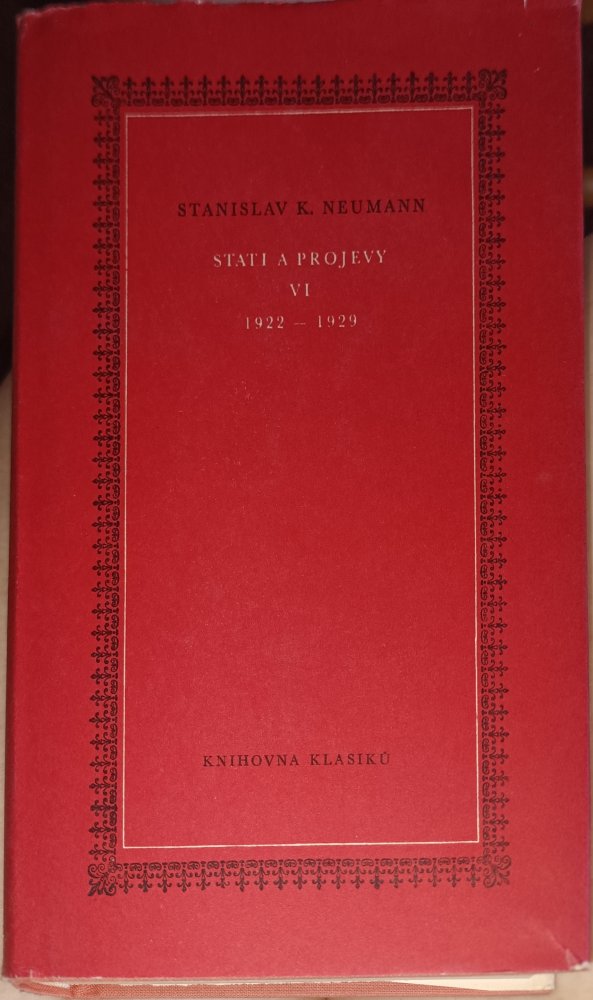 STANISLAV K. NEUMANN
STATI A PROJEVY
VI
1922 — 1929
KNIHOVNA KLASIKŮ